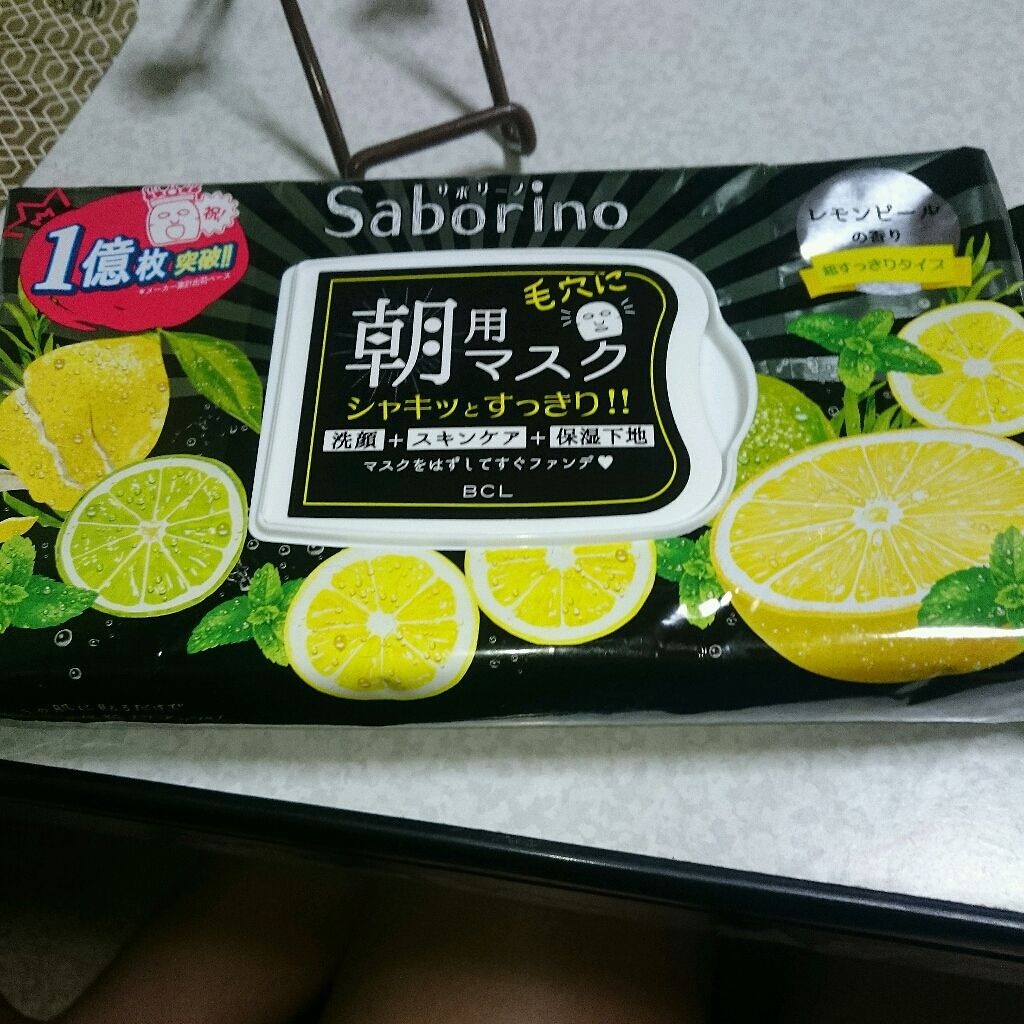 サボリーノ
Saborino
祝!
1億枚突破!!
*メーカー累計出荷ベース
レモンピール
の香り
超すっきりタイプ
毛穴に
朝用マスク
シャキッとすっきり!!
洗顔+スキンケア+保湿下地
マスクをはずしてすぐファンデ♥
BCL